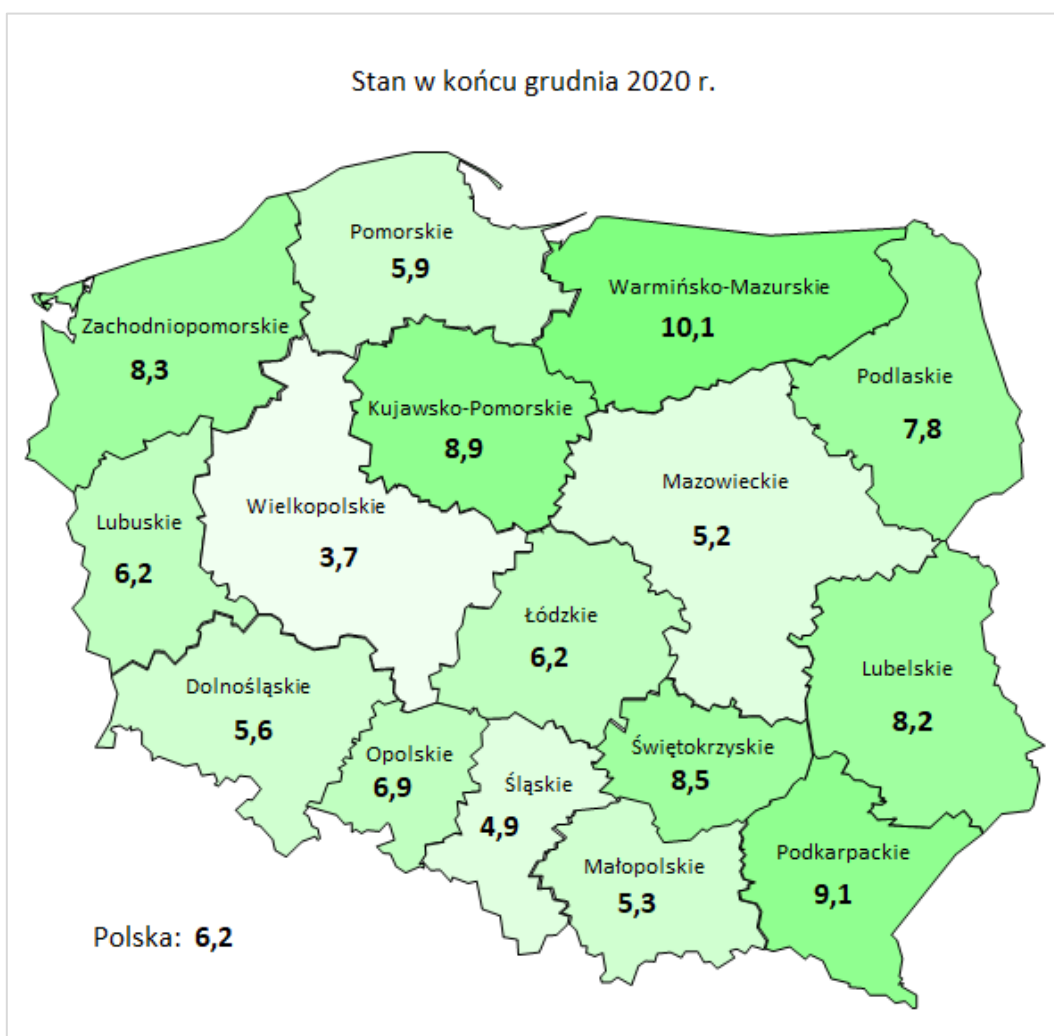 Stan w końcu grudnia 2020 r.
Pomorskie
5,9
Warmińsko-Mazurskie
10,1
Zachodniopomorskie
8,3
Podlaskie
7,8
Kujawsko-Pomorskie
8,9
Mazowieckie
5,2
Wielkopolskie
3,7
Lubuskie
6,2
Łódzkie
6,2
Lubelskie
8,2
Dolnośląskie
5,6
Opolskie
6,9
Śląskie
4,9
Świętokrzyskie
8,5
Małopolskie
5,3
Podkarpackie
9,1
Polska: 6,2